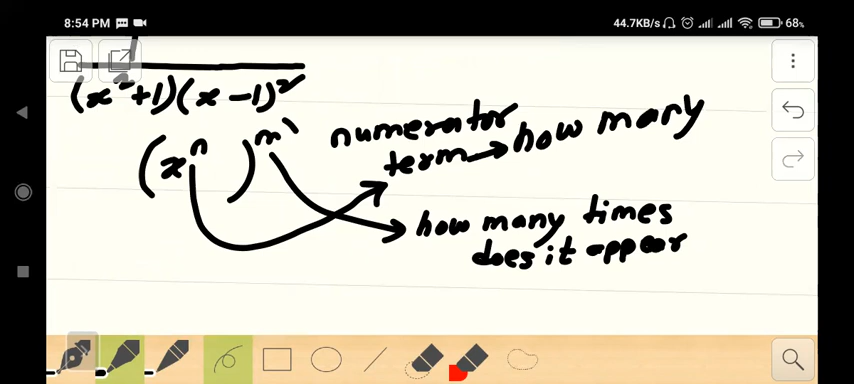 8:54 PM
44.7KB/s
68%
(x²+1)(x-1)²
(xⁿ )ᵐ
numerator
term → how many
how many times
does it appear